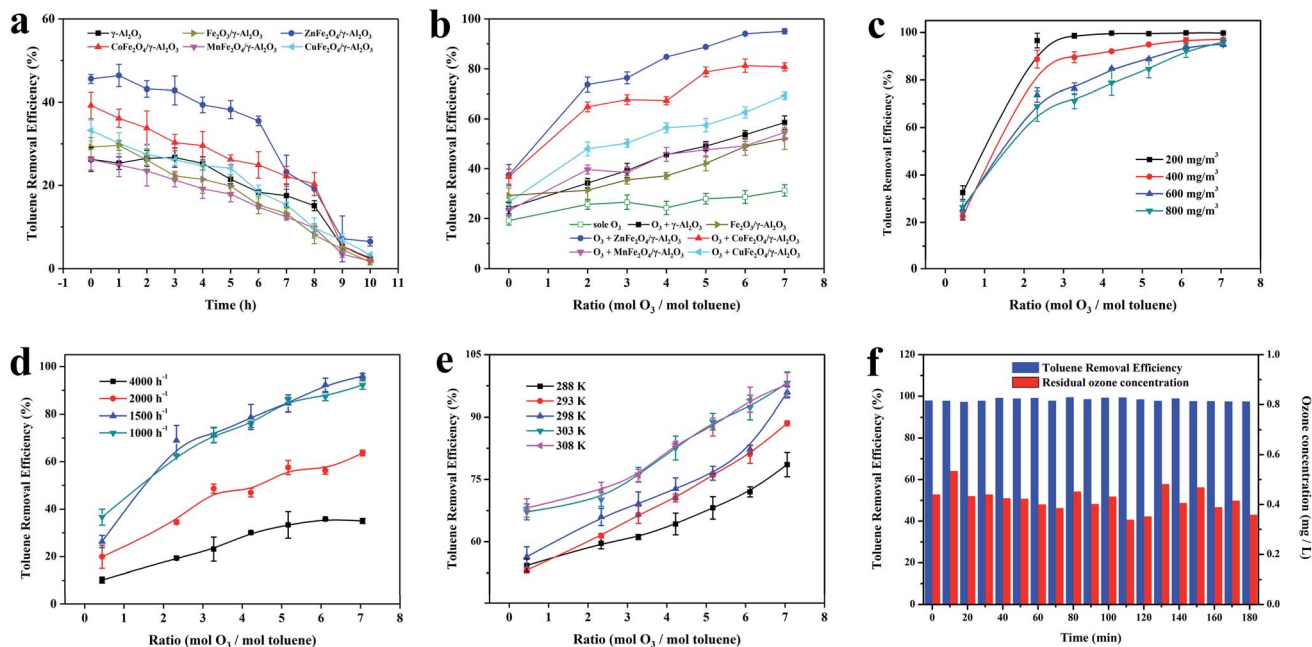 a
Toluene Removal Efficiency (%)
60
40
20
0
γ-Al2O3
Fe2O3/γ-Al2O3
ZnFe2O4/γ-Al2O3
CoFe2O4/γ-Al2O3
MnFe2O4/γ-Al2O3
CuFe2O4/γ-Al2O3
-1 0 1 2 3 4 5 6 7 8 9 10 11
Time (h)
b
Toluene Removal Efficiency (%)
100
80
60
40
20
0
sole O3
O3 + γ-Al2O3
Fe2O3/γ-Al2O3
O3 + ZnFe2O4/γ-Al2O3
O3 + CoFe2O4/γ-Al2O3
O3 + MnFe2O4/γ-Al2O3
O3 + CuFe2O4/γ-Al2O3
0 1 2 3 4 5 6 7 8
Ratio (mol O3 / mol toluene)
c
Toluene Removal Efficiency (%)
100
80
60
40
20
0
200 mg/m³
400 mg/m³
600 mg/m³
800 mg/m³
0 1 2 3 4 5 6 7 8
Ratio (mol O3 / mol toluene)
d
Toluene Removal Efficiency (%)
100
80
60
40
20
0
4000 h⁻¹
2000 h⁻¹
1500 h⁻¹
1000 h⁻¹
0 1 2 3 4 5 6 7 8
Ratio (mol O3 / mol toluene)
e
Toluene Removal Efficiency (%)
105
90
75
60
288 K
293 K
298 K
303 K
308 K
0 1 2 3 4 5 6 7 8
Ratio (mol O3 / mol toluene)
f
Toluene Removal Efficiency (%)
120
100
80
60
40
20
0
Toluene Removal Efficiency
Residual ozone concentration
1.0
0.8
0.6
0.4
0.2
0.0
Ozone concentration (mg / L)
0 20 40 60 80 100 120 140 160 180
Time (min)